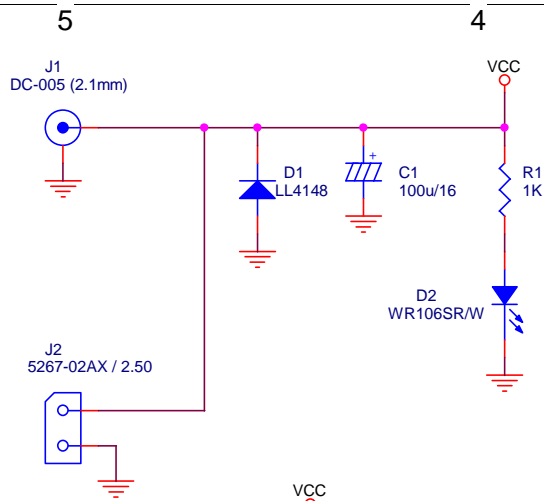 5 4
J1
DC-005 (2.1mm)
VCC
D1
LL4148
+
C1
100u/16
R1
1K
D2
WR106SR/W
J2
5267-02AX / 2.50
VCC